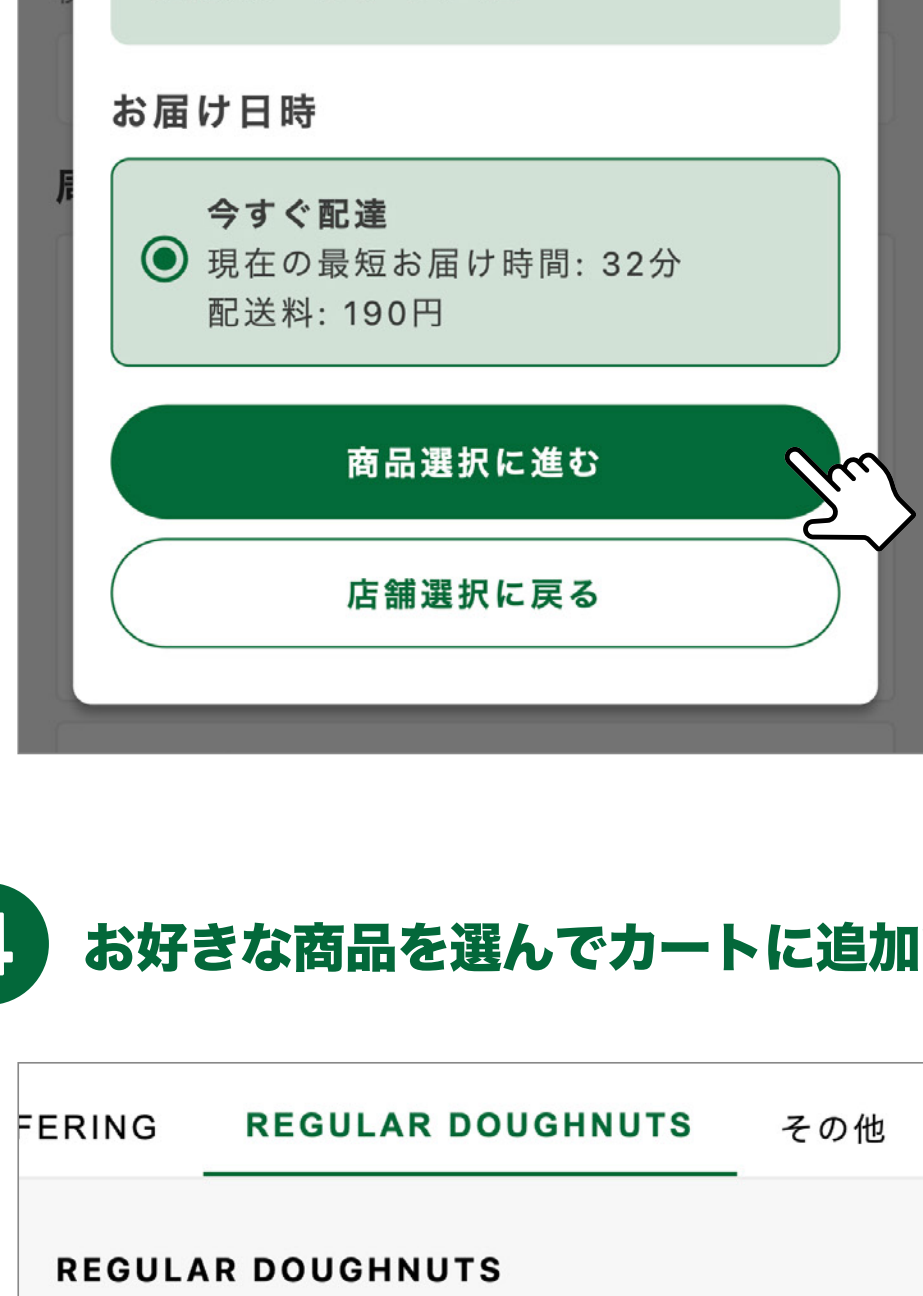 お届け日時
今すぐ配達
現在の最短お届け時間: 32分
配送料: 190円
商品選択に進む
店舗選択に戻る
4 お好きな商品を選んでカートに追加
FERING REGULAR DOUGHNUTS その他
REGULAR DOUGHNUTS